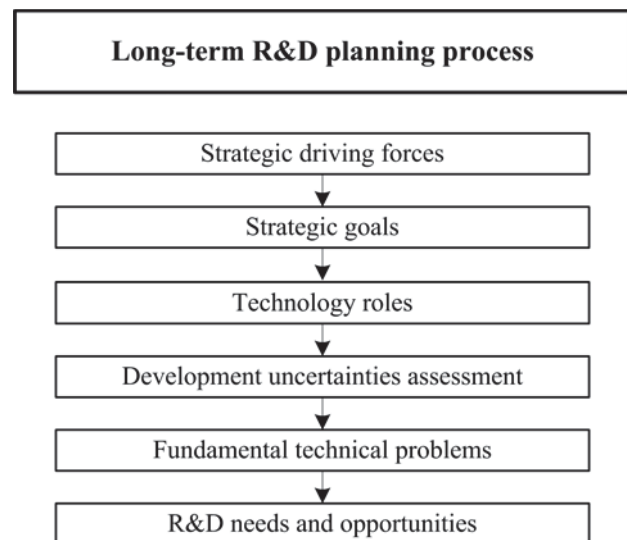 Long-term R&D planning process
Strategic driving forces
Strategic goals
Technology roles
Development uncertainties assessment
Fundamental technical problems
R&D needs and opportunities